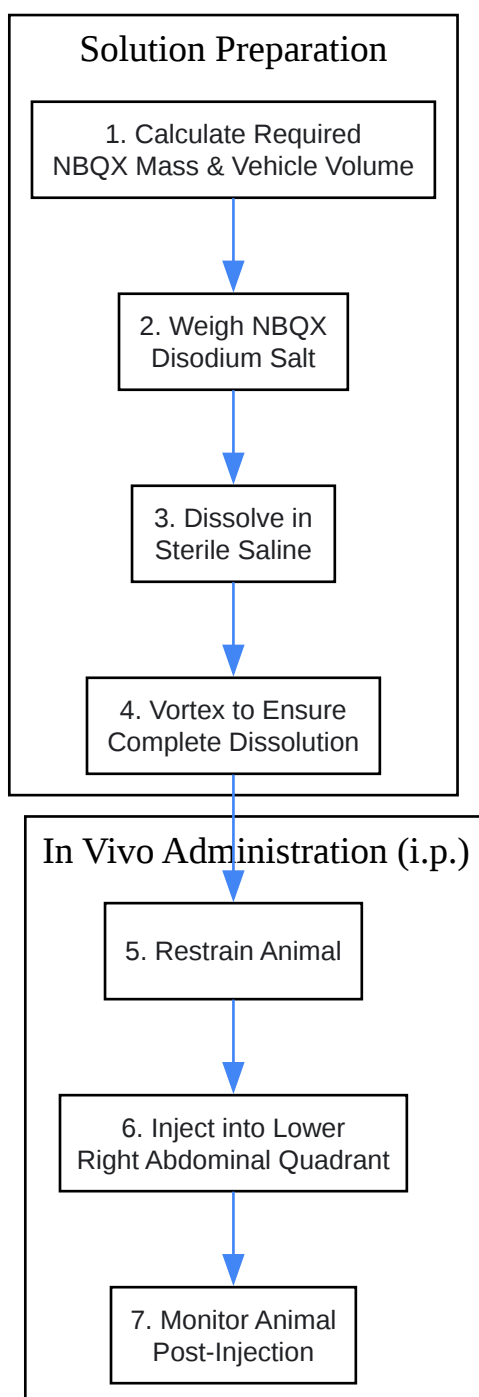 Solution Preparation
1. Calculate Required
NBQX Mass & Vehicle Volume
2. Weigh NBQX
Disodium Salt
3. Dissolve in
Sterile Saline
4. Vortex to Ensure
Complete Dissolution
In Vivo Administration (i.p.)
5. Restrain Animal
6. Inject into Lower
Right Abdominal Quadrant
7. Monitor Animal
Post-Injection